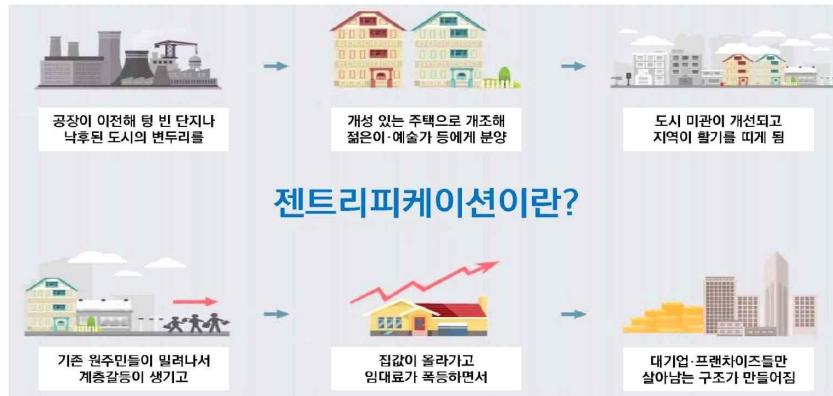 공장이 이전해 텅 빈 단지나
낙후된 도시의 변두리를
개성 있는 주택으로 개조해
젊은이·예술가 등에게 분양
도시 미관이 개선되고
지역이 활기를 띠게 됨
젠트리피케이션이란?
기존 원주민들이 밀려나서
계층갈등이 생기고
집값이 올라가고
임대료가 폭등하면서
대기업·프랜차이즈들만
살아남는 구조가 만들어짐